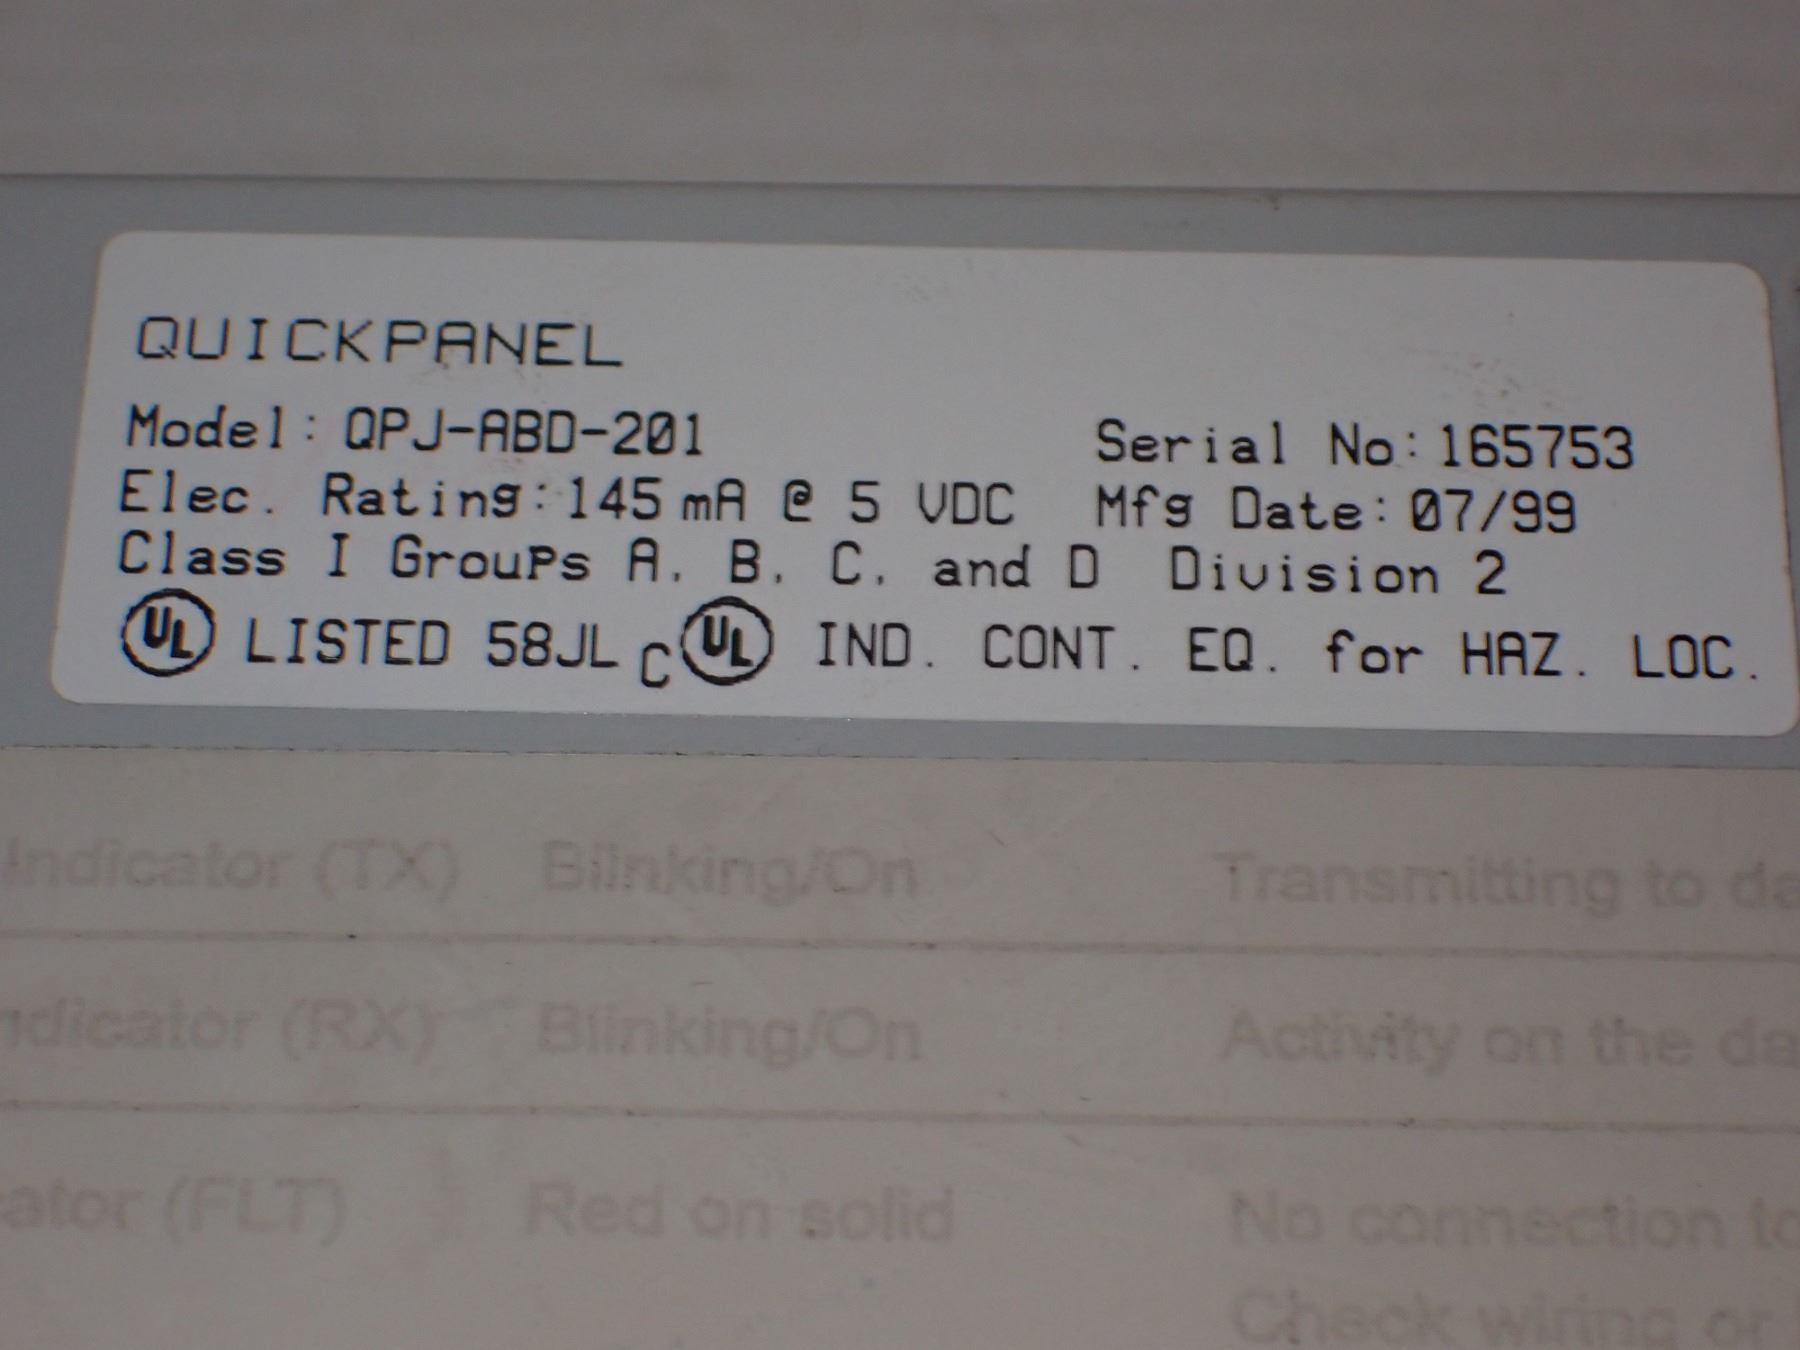 QUICKPANEL
Model: QPJ-ABD-201 Serial No: 165753
Elec. Rating: 145 mA @ 5 VDC Mfg Date: 07/99
Class I Groups A, B, C, and D Division 2
UL LISTED 58JL C UL IND. CONT. EQ. for HAZ. LOC.
Indicator (TX) Blinking/On Transmitting to da
ndicator (RX) Blinking/On Activity on the da
cator (FLT) Red on solid No connection to
Check wiring or